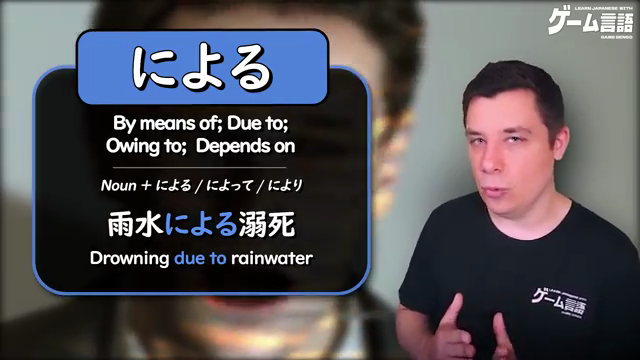 LEARN JAPANESE WITH
ゲーム言語
GAME GENGO
による
By means of; Due to;
Owing to; Depends on
Noun + による / によって / により
雨水による溺死
Drowning due to rainwater
ゲーム言語